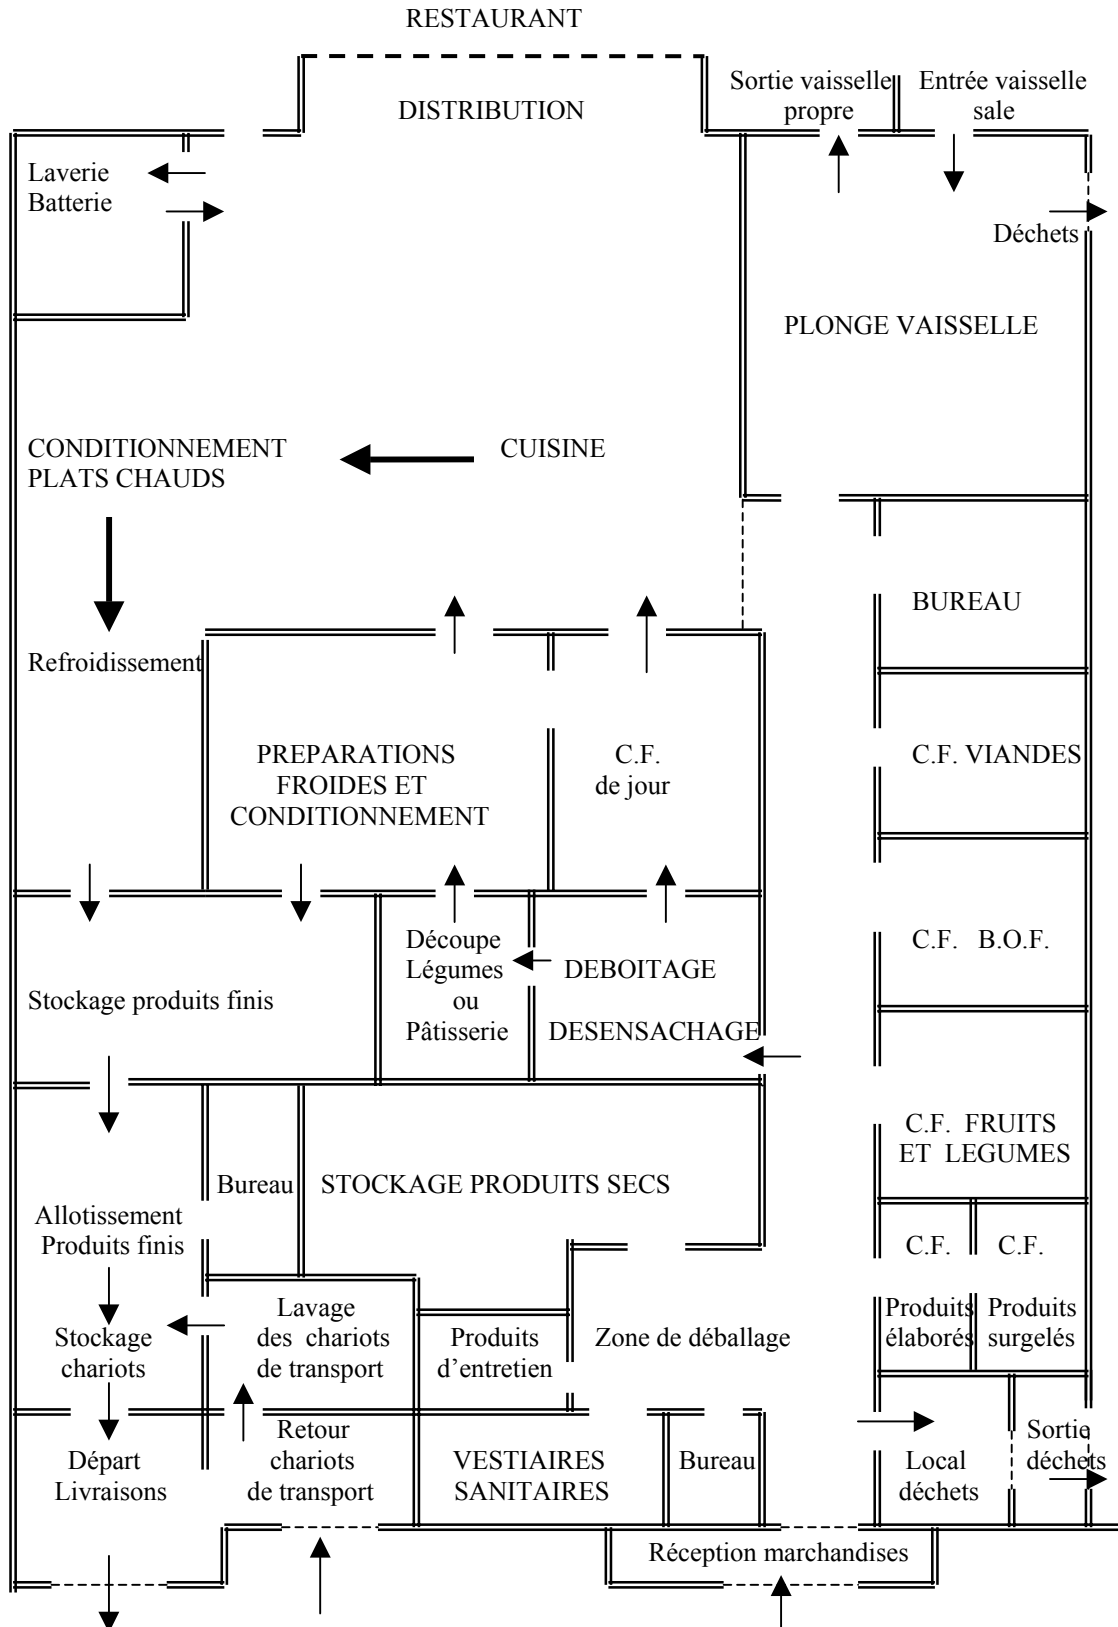 RESTAURANT
Sortie vaisselle
propre
Entrée vaisselle
sale
DISTRIBUTION
Laverie
Batterie
Déchets
PLONGE VAISSELLE
CONDITIONNEMENT
PLATS CHAUDS
CUISINE
BUREAU
Refroidissement
PREPARATIONS
FROIDES ET
CONDITIONNEMENT
C.F.
de jour
C.F. VIANDES
Découpe
Légumes
ou
Pâtisserie
DEBOITAGE
DESENSACHAGE
C.F. B.O.F.
Stockage produits finis
C.F. FRUITS
ET LEGUMES
Bureau
STOCKAGE PRODUITS SECS
Allotissement
Produits finis
C.F.
Produits
élaborés
C.F.
Produits
surgelés
Stockage
chariots
Lavage
des chariots
de transport
Produits
d’entretien
Zone de déballage
Départ
Livraisons
Retour
chariots
de transport
VESTIAIRES
SANITAIRES
Bureau
Local
déchets
Sortie
déchets
Réception marchandises